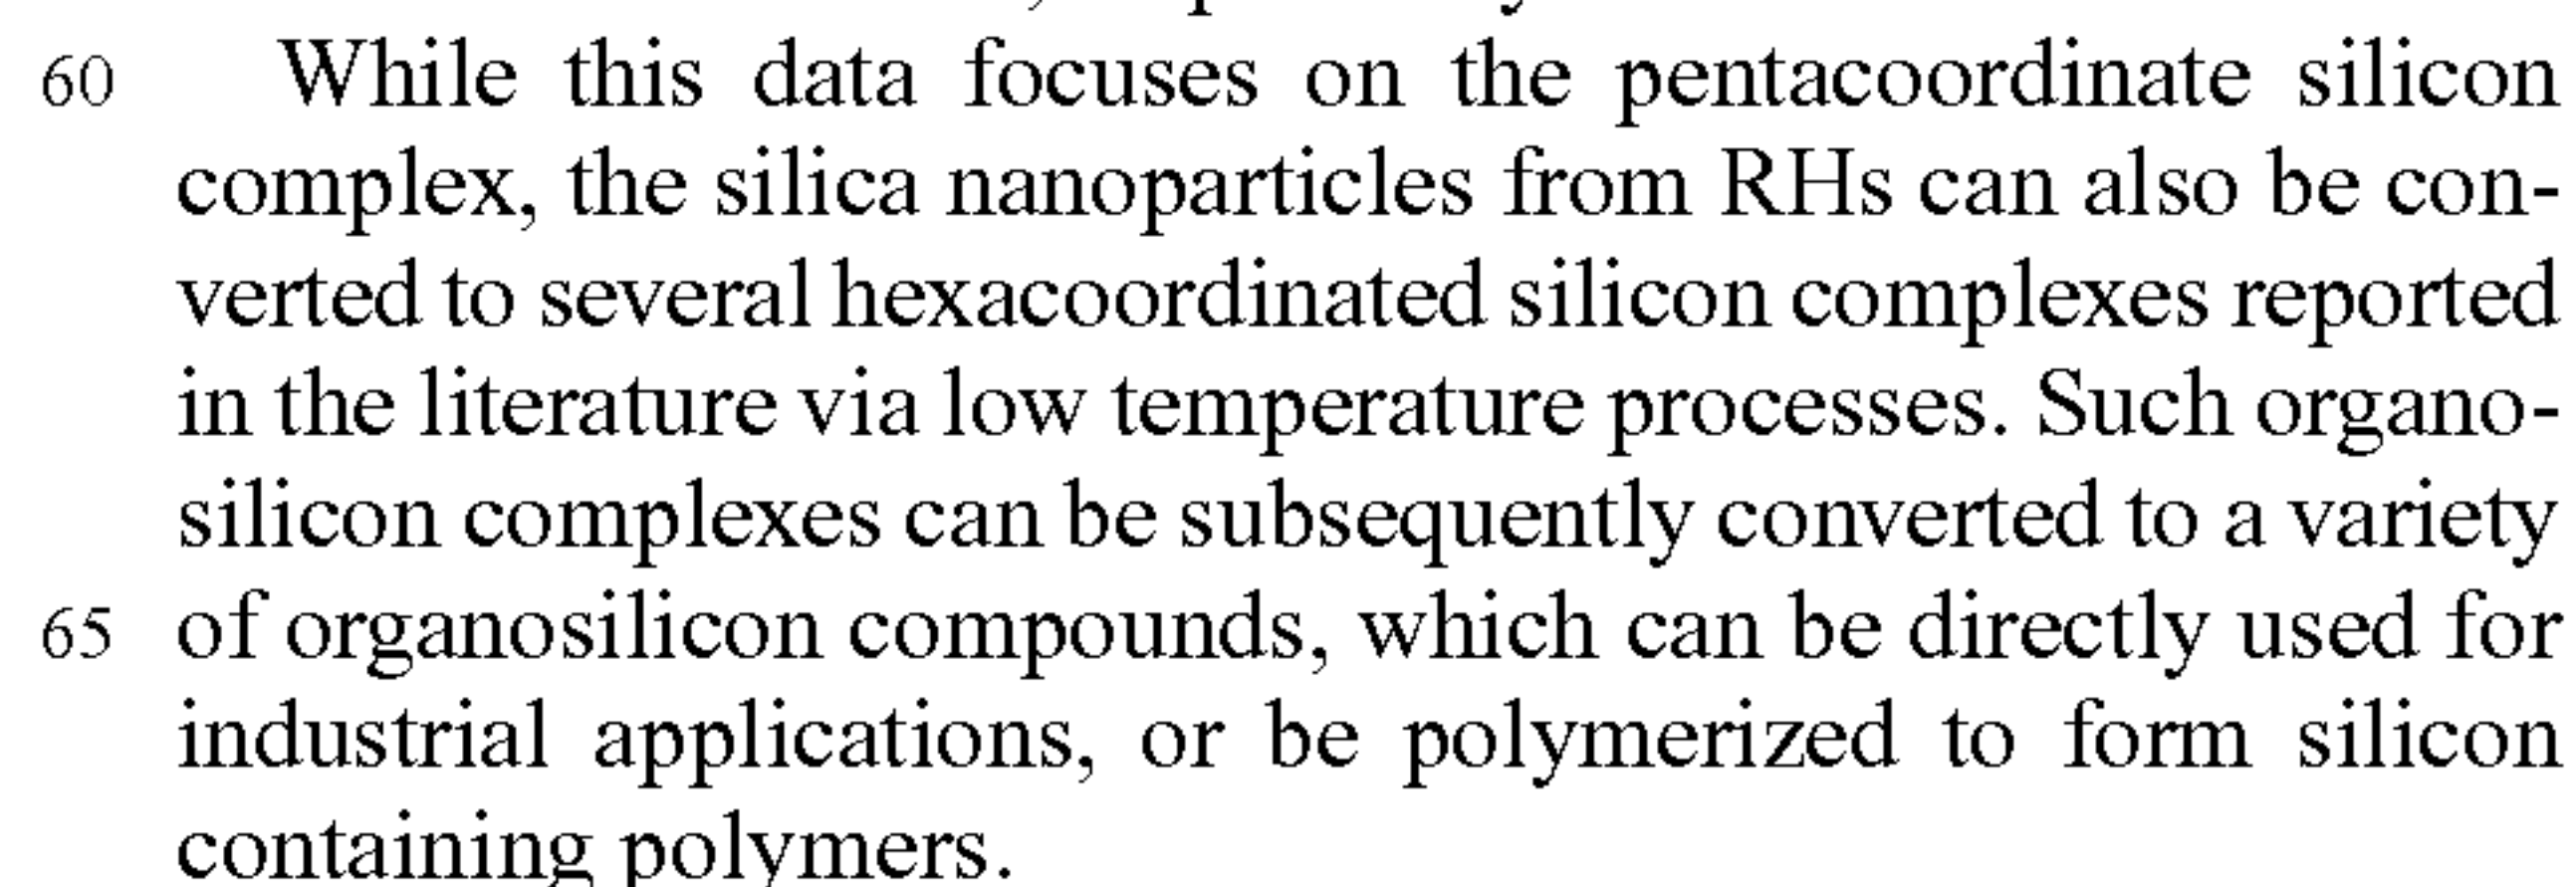 60 While this data focuses on the pentacoordinate silicon
complex, the silica nanoparticles from RHs can also be con-
verted to several hexacoordinated silicon complexes reported
in the literature via low temperature processes. Such organo-
silicon complexes can be subsequently converted to a variety
65 of organosilicon compounds, which can be directly used for
industrial applications, or be polymerized to form silicon
containing polymers.